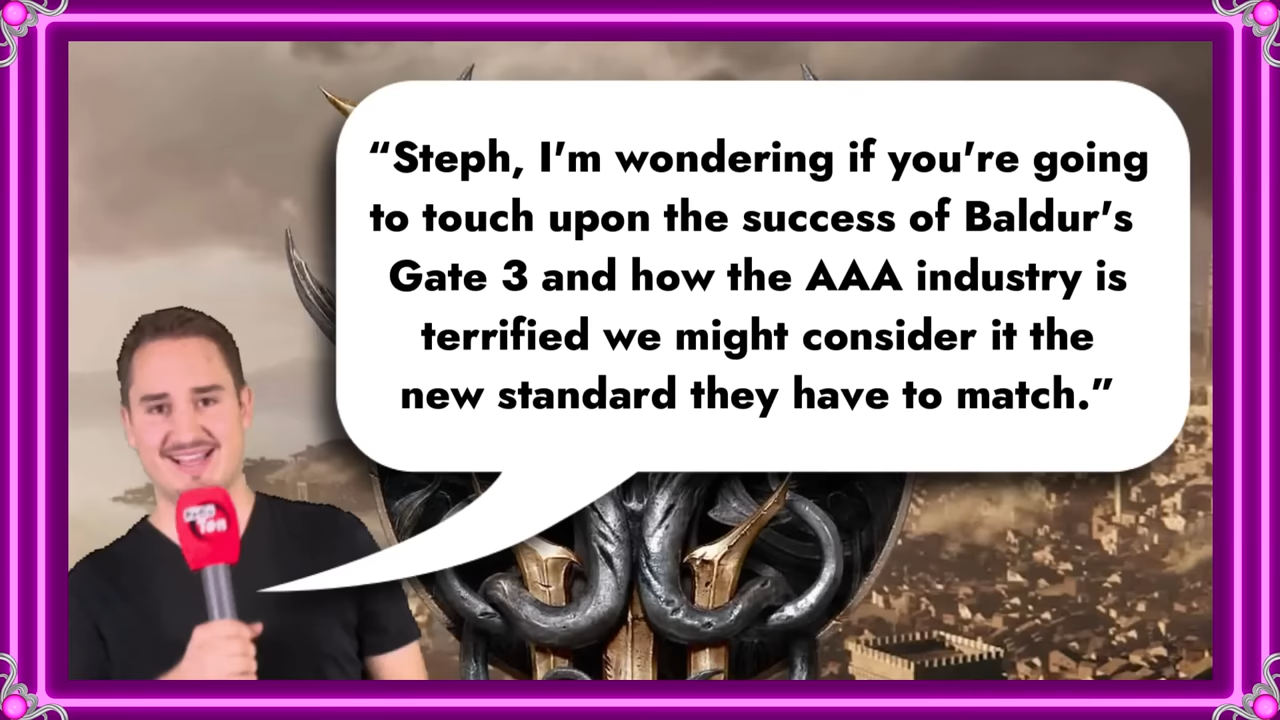 “Steph, I'm wondering if you're going
to touch upon the success of Baldur's
Gate 3 and how the AAA industry is
terrified we might consider it the
new standard they have to match.”